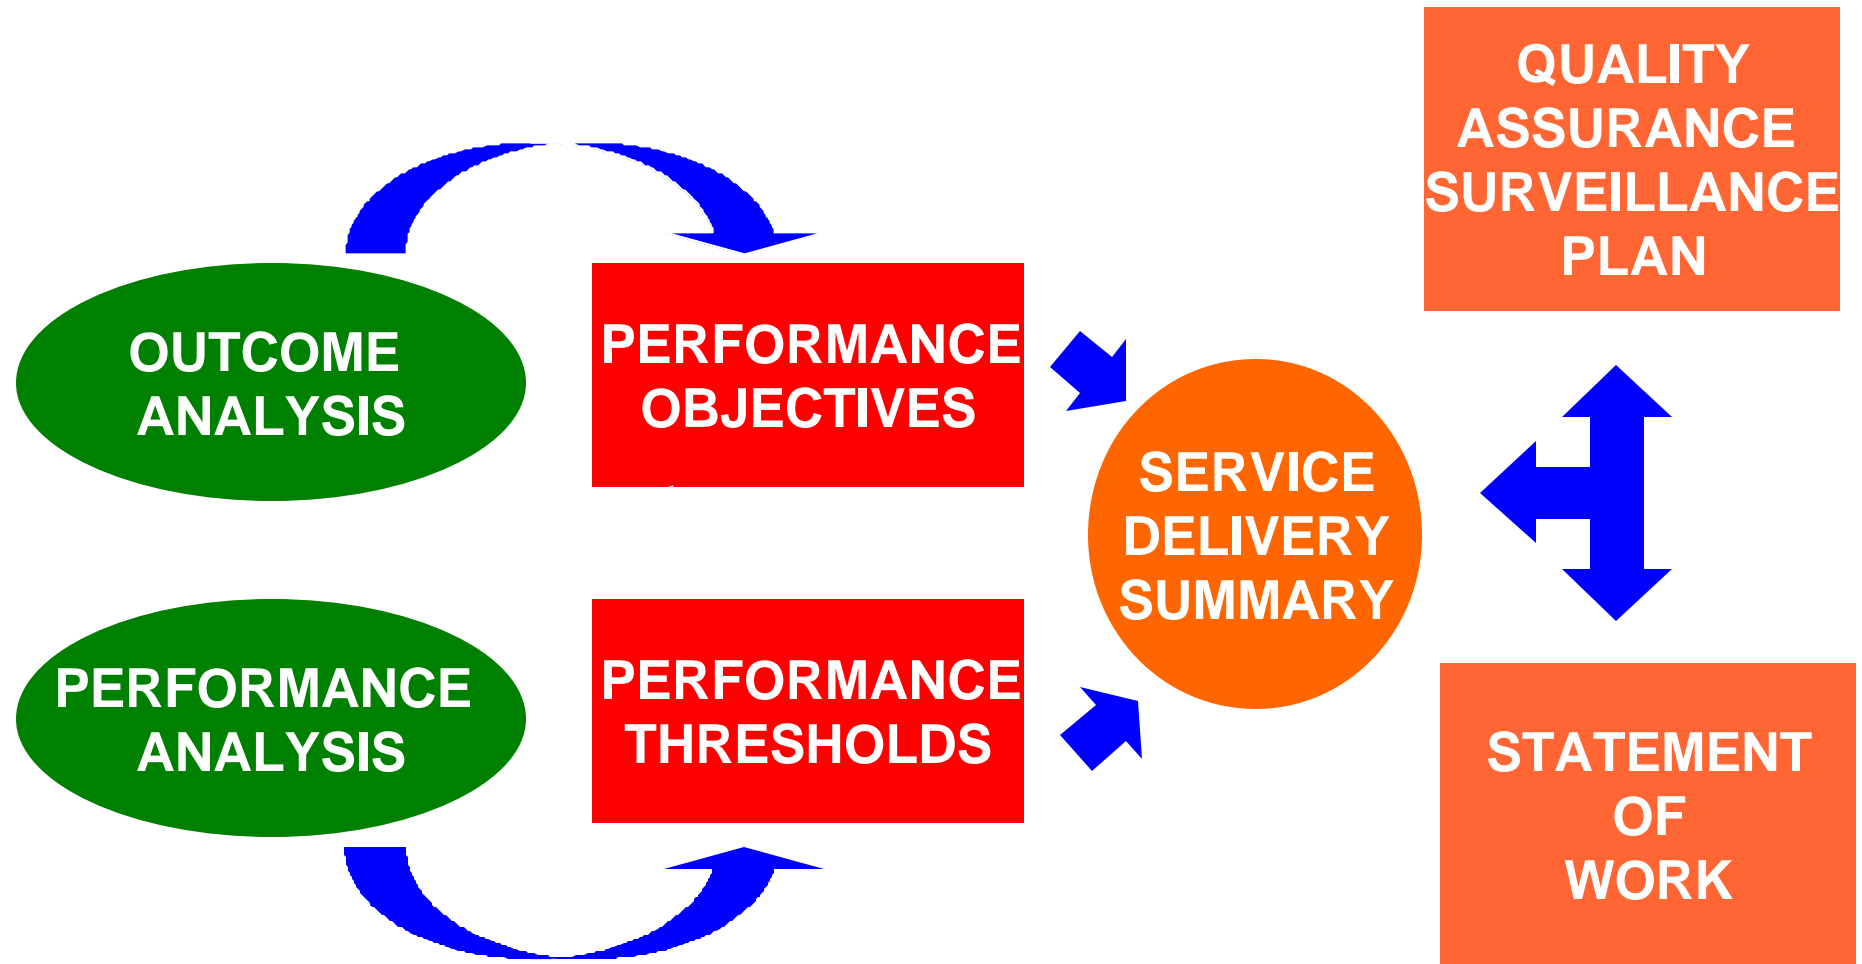 QUALITY
ASSURANCE
SURVEILLANCE
PLAN
OUTCOME
ANALYSIS
PERFORMANCE
OBJECTIVES
SERVICE
DELIVERY
SUMMARY
PERFORMANCE
ANALYSIS
PERFORMANCE
THRESHOLDS
STATEMENT
OF
WORK